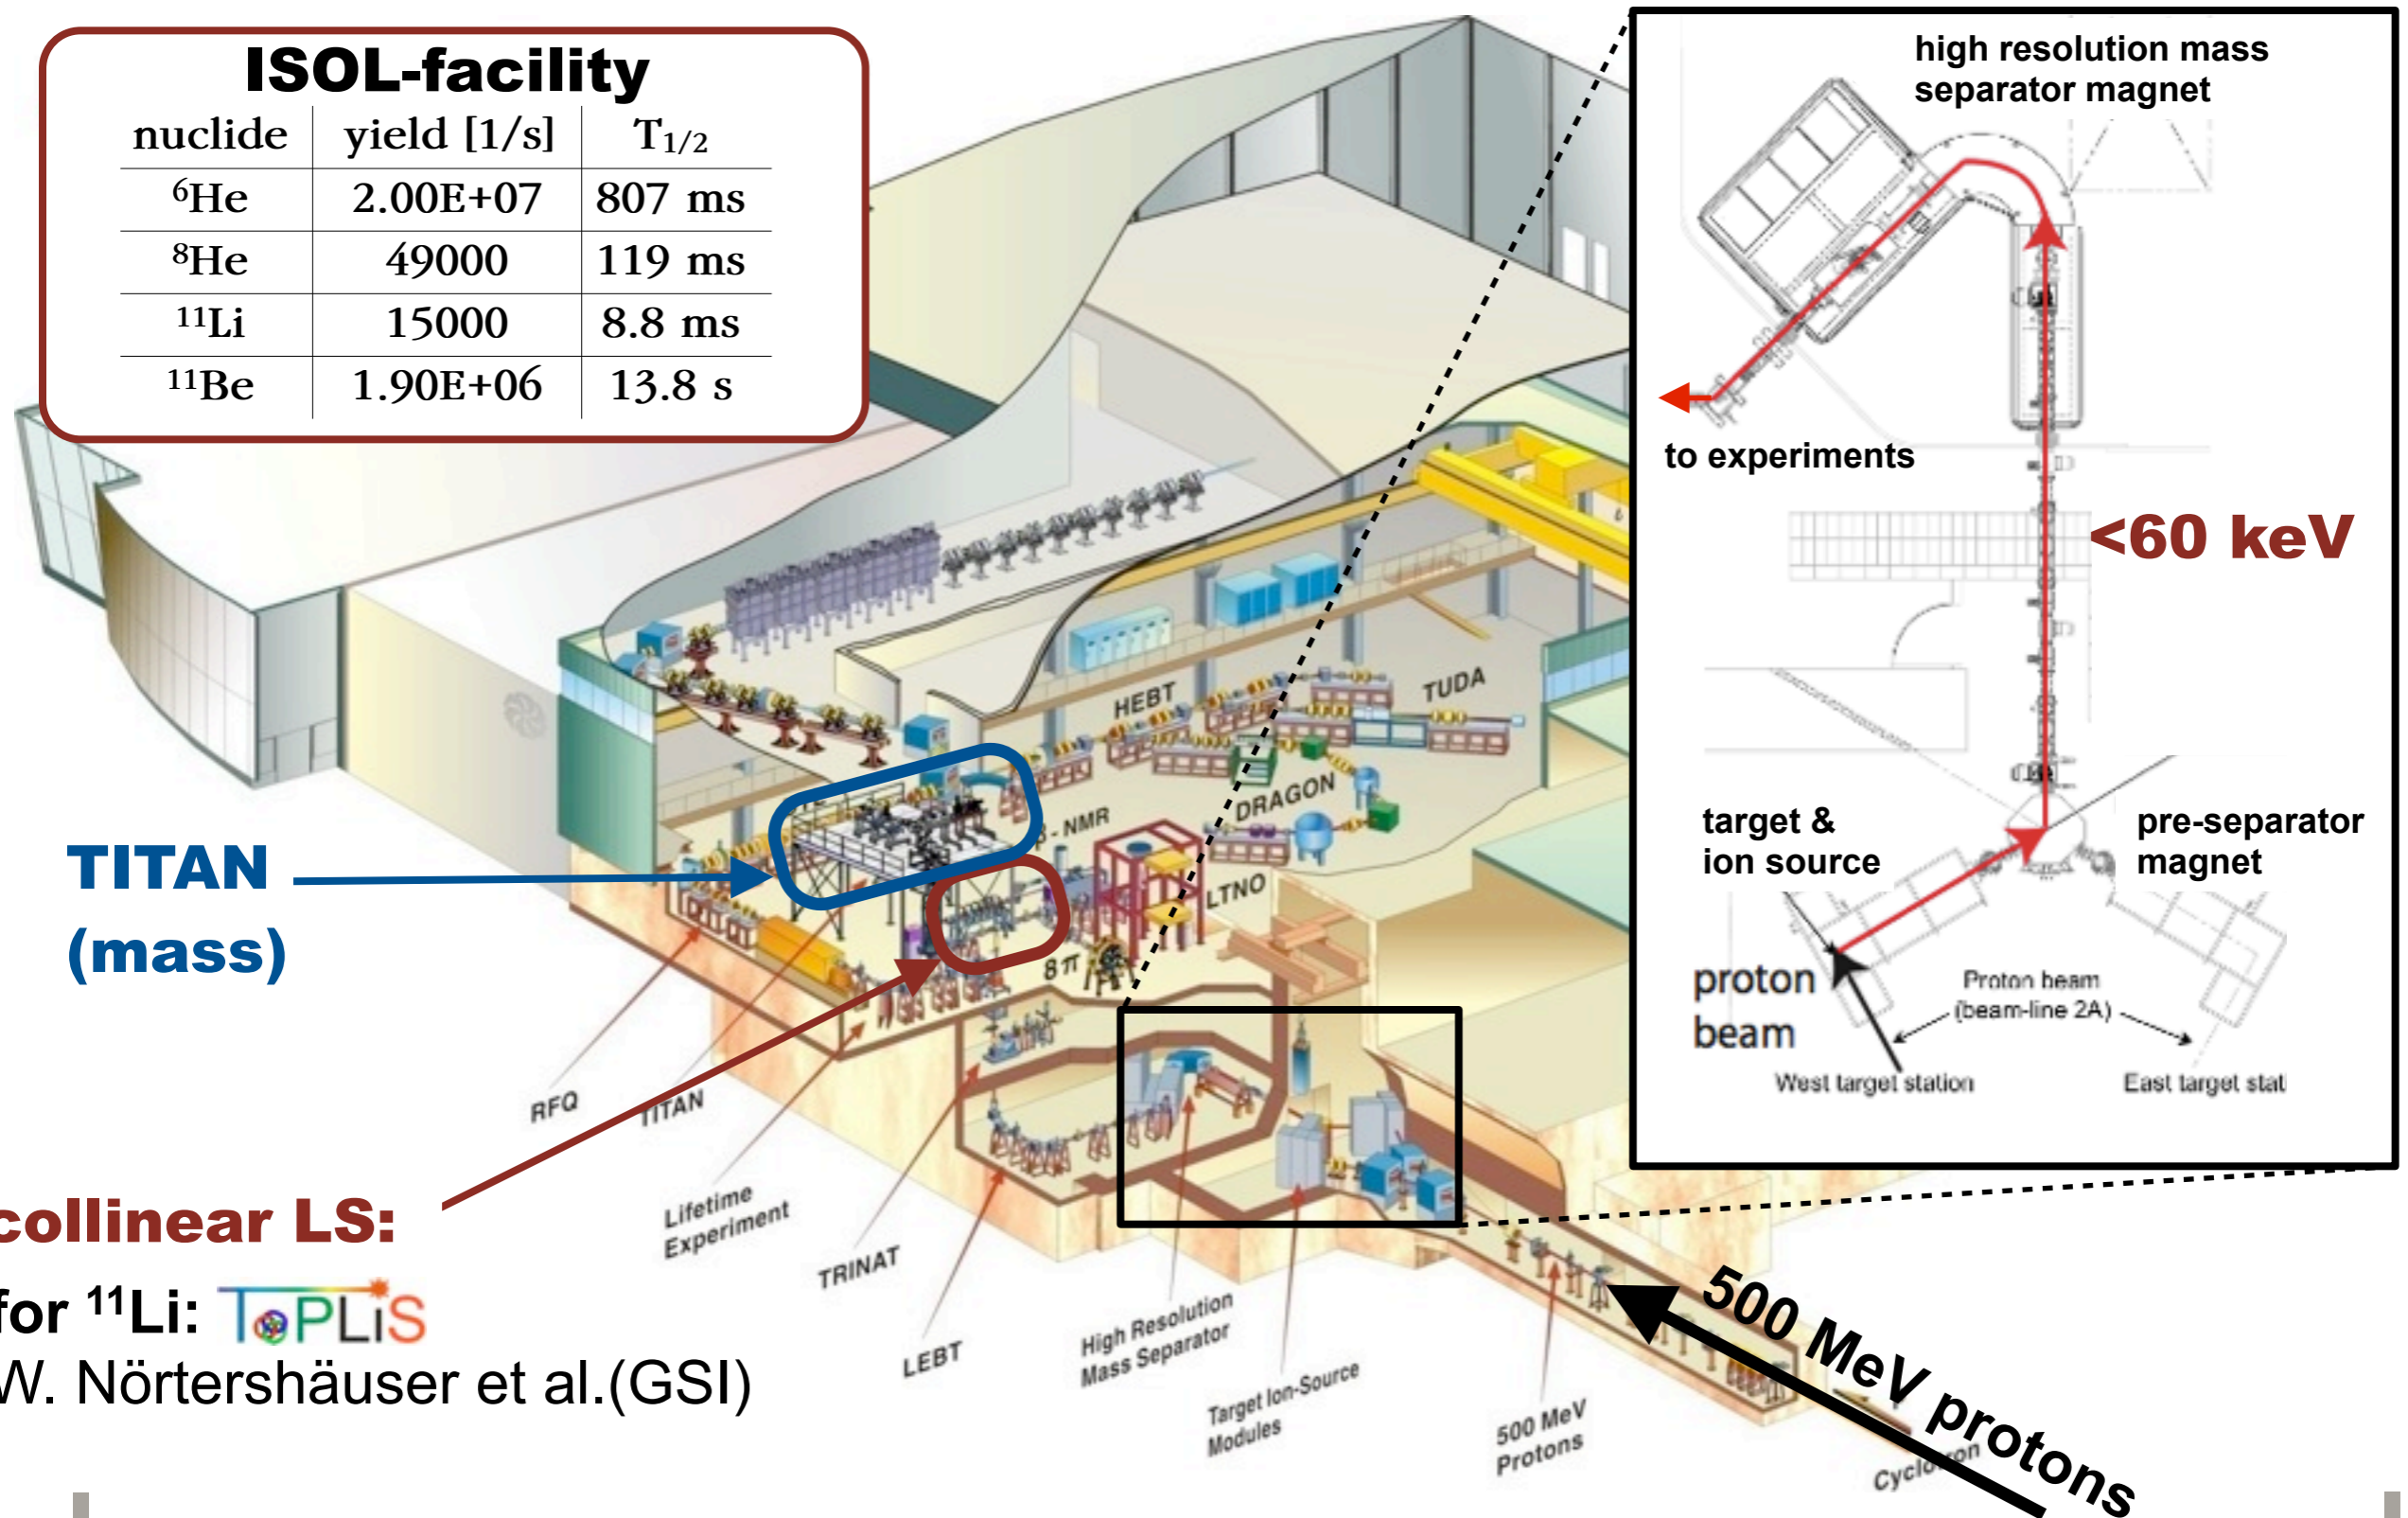 ISOL-facility
nuclide yield [1/s] T1/2
⁶He 2.00E+07 807 ms
⁸He 49000 119 ms
¹¹Li 15000 8.8 ms
¹¹Be 1.90E+06 13.8 s
high resolution mass
separator magnet
to experiments
<60 keV
target &
ion source
pre-separator
magnet
proton
beam
Proton beam
(beam-line 2A)
West target station
East target stat
HEBT
TUDA
DRAGON
-NMR
LTNO
8π
TITAN
(mass)
RFQ
TITAN
Lifetime
Experiment
TRINAT
LEBT
High Resolution
Mass Separator
Target Ion-Source
Modules
500 MeV
Protons
Cyclotron
500 MeV protons
collinear LS:
for ¹¹Li: ToPLiS
W. Nörtershäuser et al.(GSI)